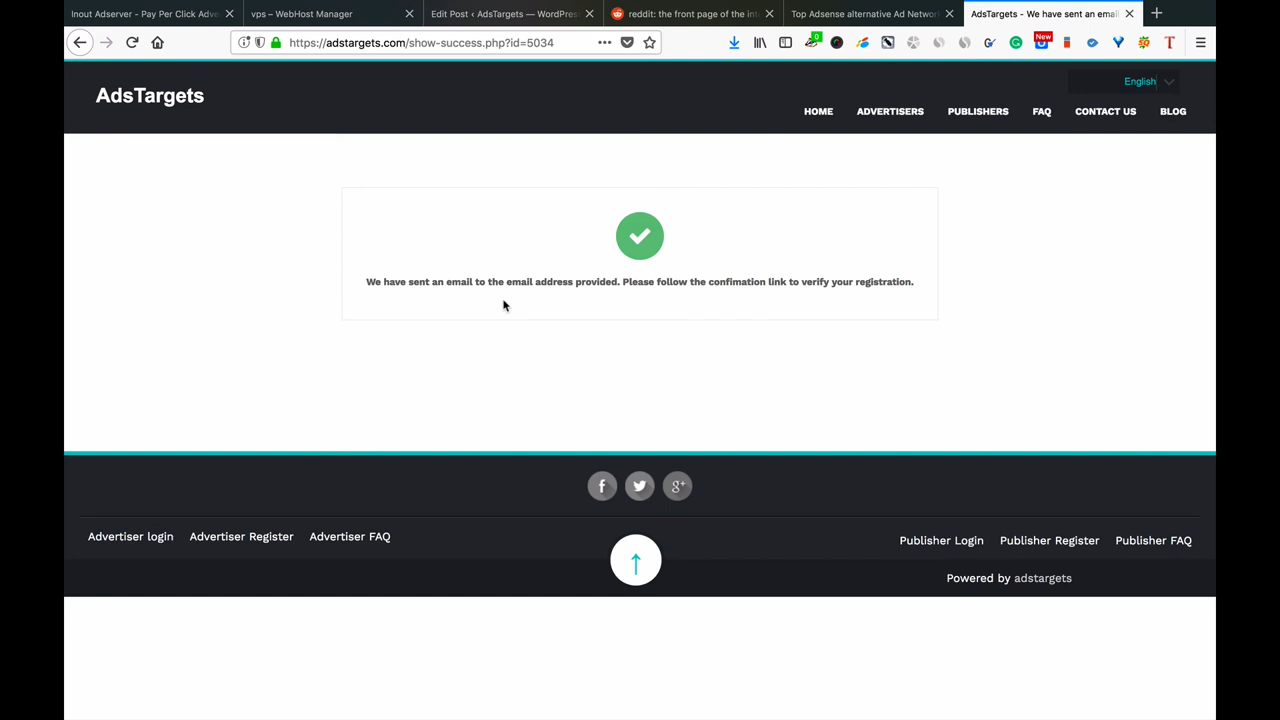 Inout Adserver - Pay Per Click Adve
vps – WebHost Manager
Edit Post ‹ AdsTargets — WordPres
reddit: the front page of the int
Top Adsense alternative Ad Networ
AdsTargets - We have sent an emai
https://adstargets.com/show-success.php?id=5034
0
New
AdsTargets
English
HOME
ADVERTISERS
PUBLISHERS
FAQ
CONTACT US
BLOG
We have sent an email to the email address provided. Please follow the confimation link to verify your registration.
Advertiser login
Advertiser Register
Advertiser FAQ
Publisher Login
Publisher Register
Publisher FAQ
Powered by adstargets